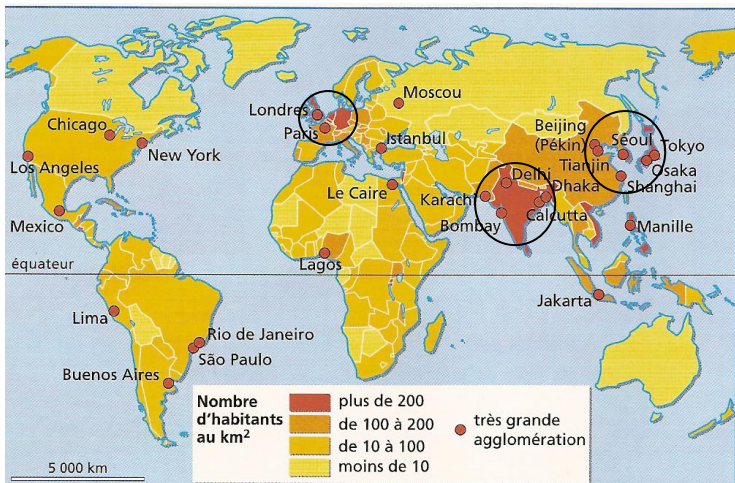 Moscou
Londres
Paris
Chicago
New York
Los Angeles
Mexico
Istanbul
Le Caire
Beijing
(Pékin)
Séoul
Tokyo
Tianjin
Osaka
Shanghai
Delhi
Dhaka
Karachi
Calcutta
Bombay
Manille
équateur
Lagos
Jakarta
Lima
Rio de Janeiro
São Paulo
Buenos Aires
Nombre
d'habitants
au km²
plus de 200
de 100 à 200
de 10 à 100
moins de 10
très grande
agglomération
5 000 km